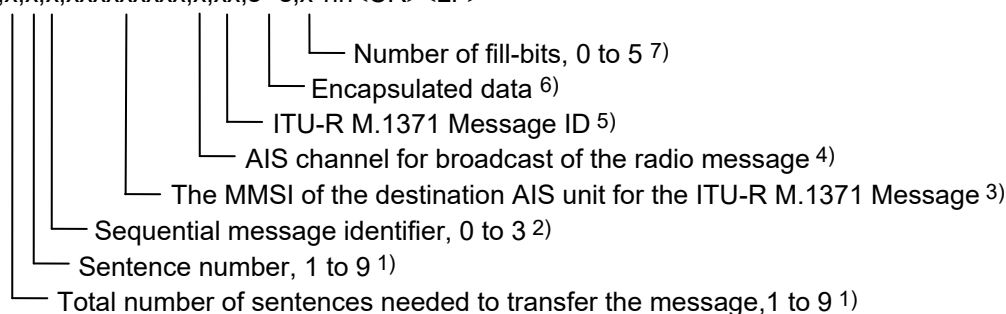 Number of fill-bits, 0 to 5 7)
Encapsulated data 6)
ITU-R M.1371 Message ID 5)
AIS channel for broadcast of the radio message 4)
The MMSI of the destination AIS unit for the ITU-R M.1371 Message 3)
Sequential message identifier, 0 to 3 2)
Sentence number, 1 to 9 1)
Total number of sentences needed to transfer the message,1 to 9 1)